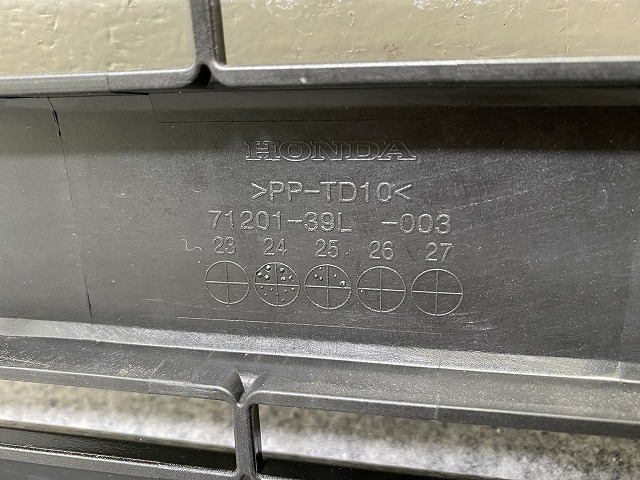 HONDA
>PP-TD10<
71201-39L -003
23 24 25 26 27